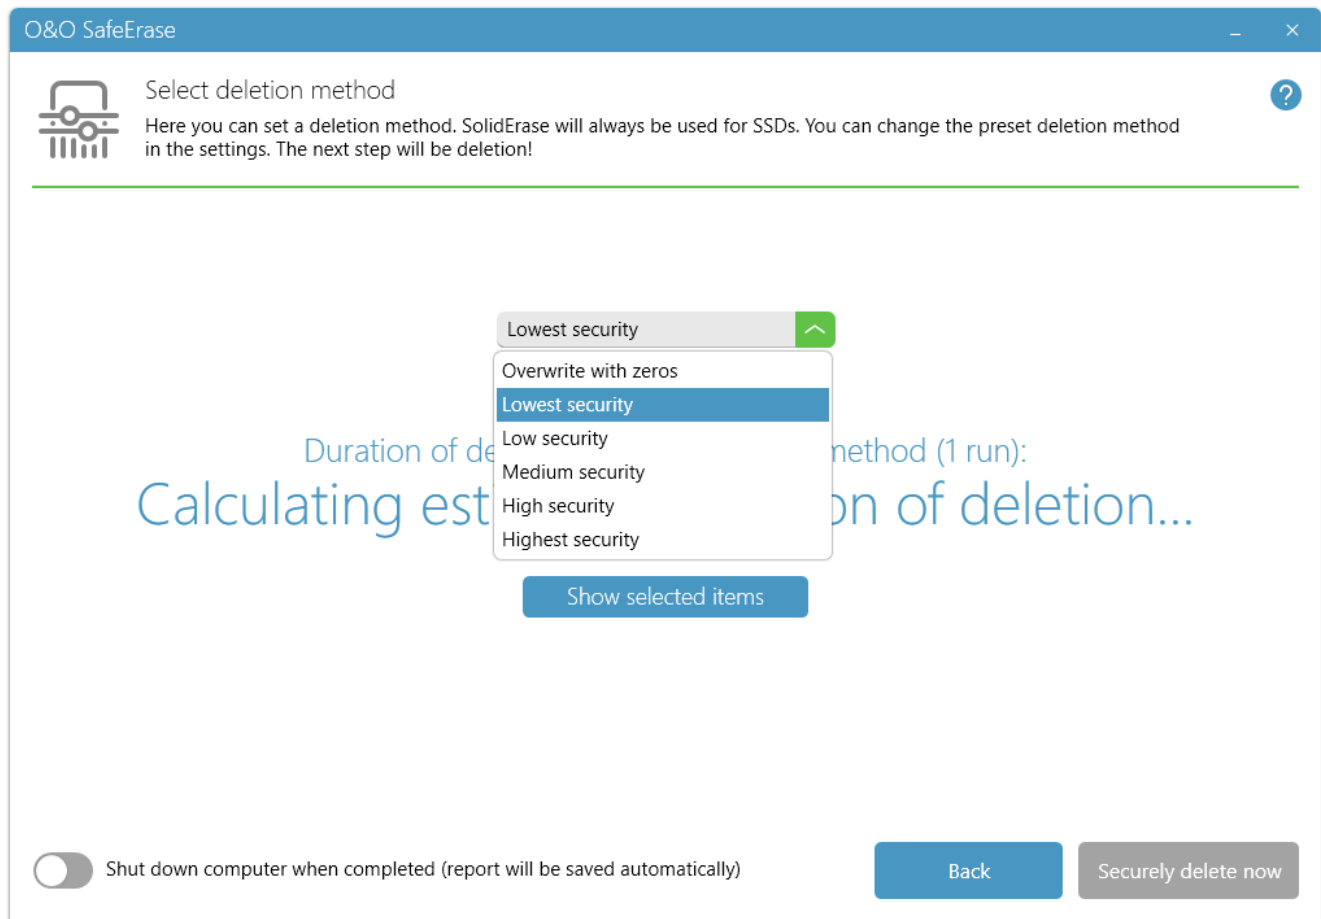 O&O SafeErase
Select deletion method
Here you can set a deletion method. SolidErase will always be used for SSDs. You can change the preset deletion method
in the settings. The next step will be deletion!
Lowest security
Overwrite with zeros
Lowest security
Low security
Medium security
High security
Highest security
Duration of method (1 run):
Calculating of deletion...
Show selected items
Shut down computer when completed (report will be saved automatically)
Back
Securely delete now